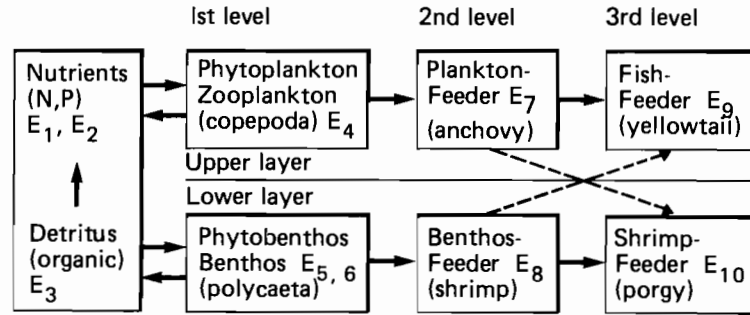 1st level
2nd level
3rd level
Nutrients
(N,P)
E1, E2
Detritus
(organic)
E3
Phytoplankton
Zooplankton
(copepoda) E4
Plankton-
Feeder E7
(anchovy)
Fish-
Feeder E9
(yellowtail)
Upper layer
Lower layer
Phytobenthos
Benthos E5, 6
(polycaeta)
Benthos-
Feeder E8
(shrimp)
Shrimp-
Feeder E10
(porgy)